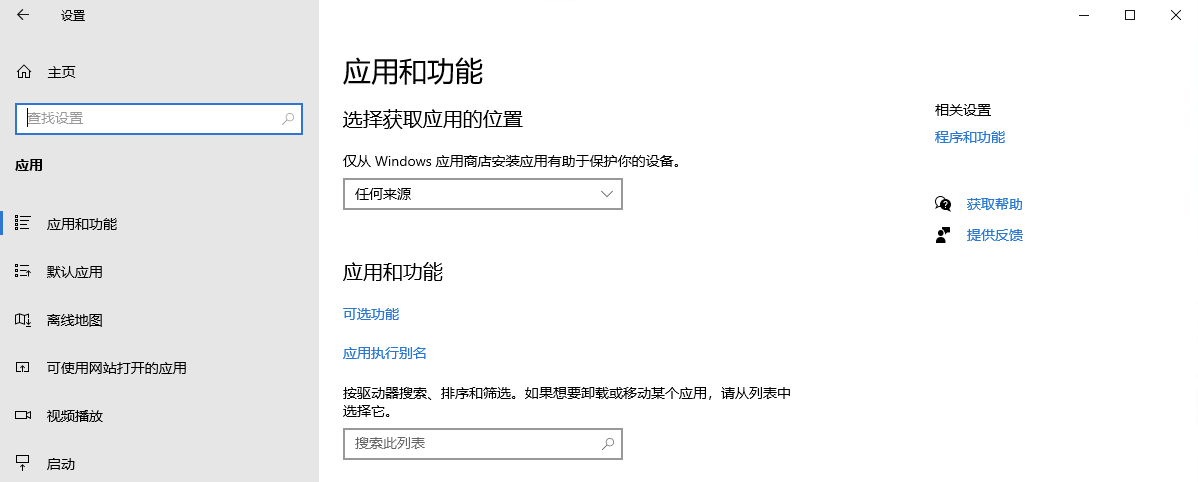 设置
主页
查找设置
应用
应用和功能
默认应用
离线地图
可使用网站打开的应用
视频播放
启动
应用和功能
选择获取应用的位置
仅从 Windows 应用商店安装应用有助于保护你的设备。
任何来源
应用和功能
可选功能
应用执行别名
按驱动器搜索、排序和筛选。如果想要卸载或移动某个应用，请从列表中
选择它。
搜索此列表
相关设置
程序和功能
获取帮助
提供反馈